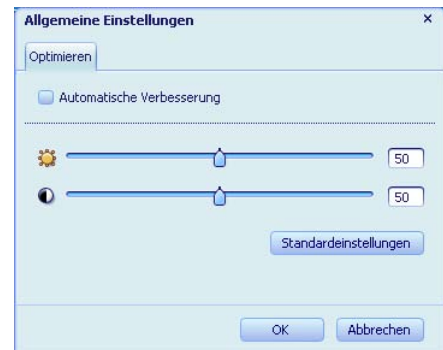 Allgemeine Einstellungen
Optimieren
Automatische Verbesserung
50
50
Standardeinstellungen
OK Abbrechen